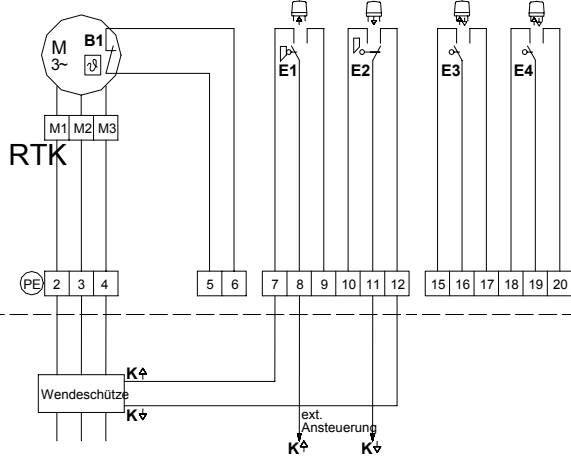 M
3~
B1
ϑ
E1
E2
E3
E4
M1 M2 M3
RTK
PE 2 3 4 5 6 7 8 9 10 11 12 15 16 17 18 19 20
K
Wendeschütze
K
ext.
Ansteuerung
K K